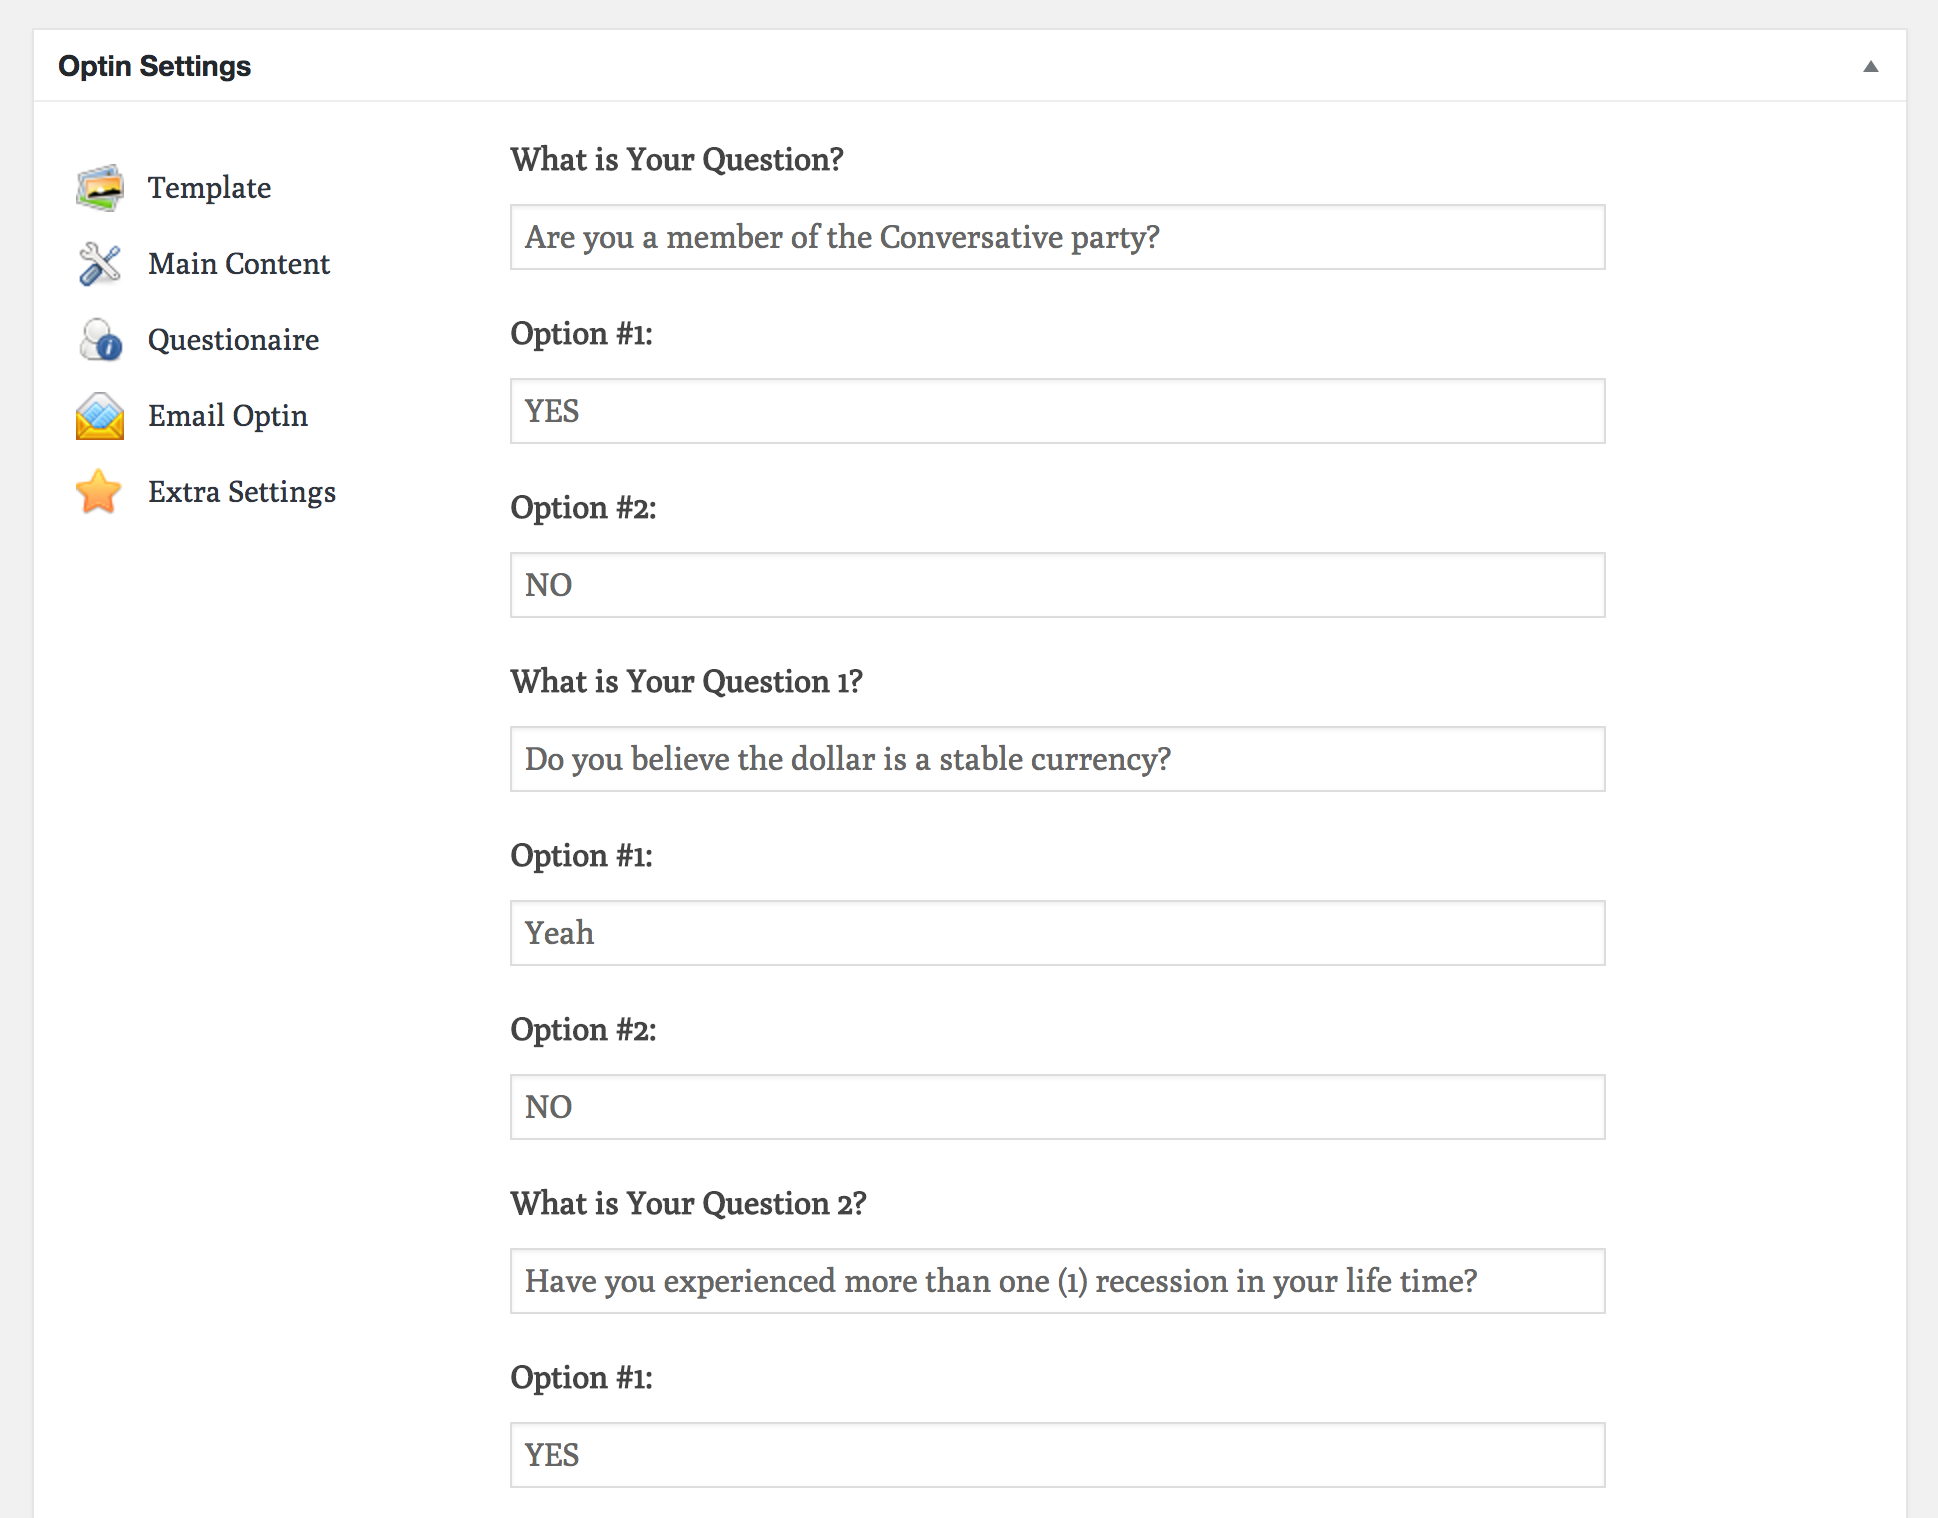 Optin Settings
Template
Main Content
Questionaire
Email Optin
Extra Settings
What is Your Question?
Are you a member of the Conversative party?
Option #1:
YES
Option #2:
NO
What is Your Question 1?
Do you believe the dollar is a stable currency?
Option #1:
Yeah
Option #2:
NO
What is Your Question 2?
Have you experienced more than one (1) recession in your life time?
Option #1:
YES